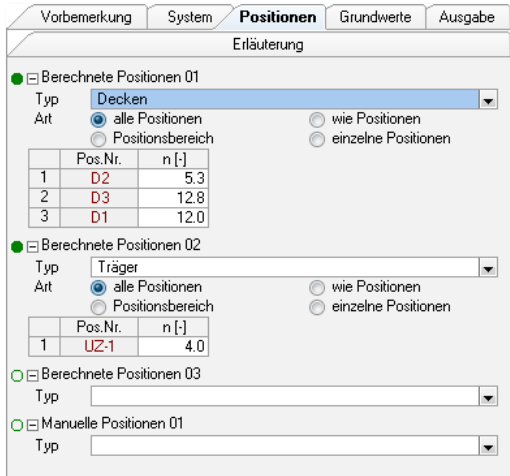 Vorbemerkung System Positionen Grundwerte Ausgabe
Erläuterung
Berechnete Positionen 01
Typ Decken
Art alle Positionen wie Positionen
Positionsbereich einzelne Positionen
Pos.Nr. n [-]
1 D2 5.3
2 D3 12.8
3 D1 12.0
Berechnete Positionen 02
Typ Träger
Art alle Positionen wie Positionen
Positionsbereich einzelne Positionen
Pos.Nr. n [-]
1 UZ-1 4.0
Berechnete Positionen 03
Typ
Manuelle Positionen 01
Typ